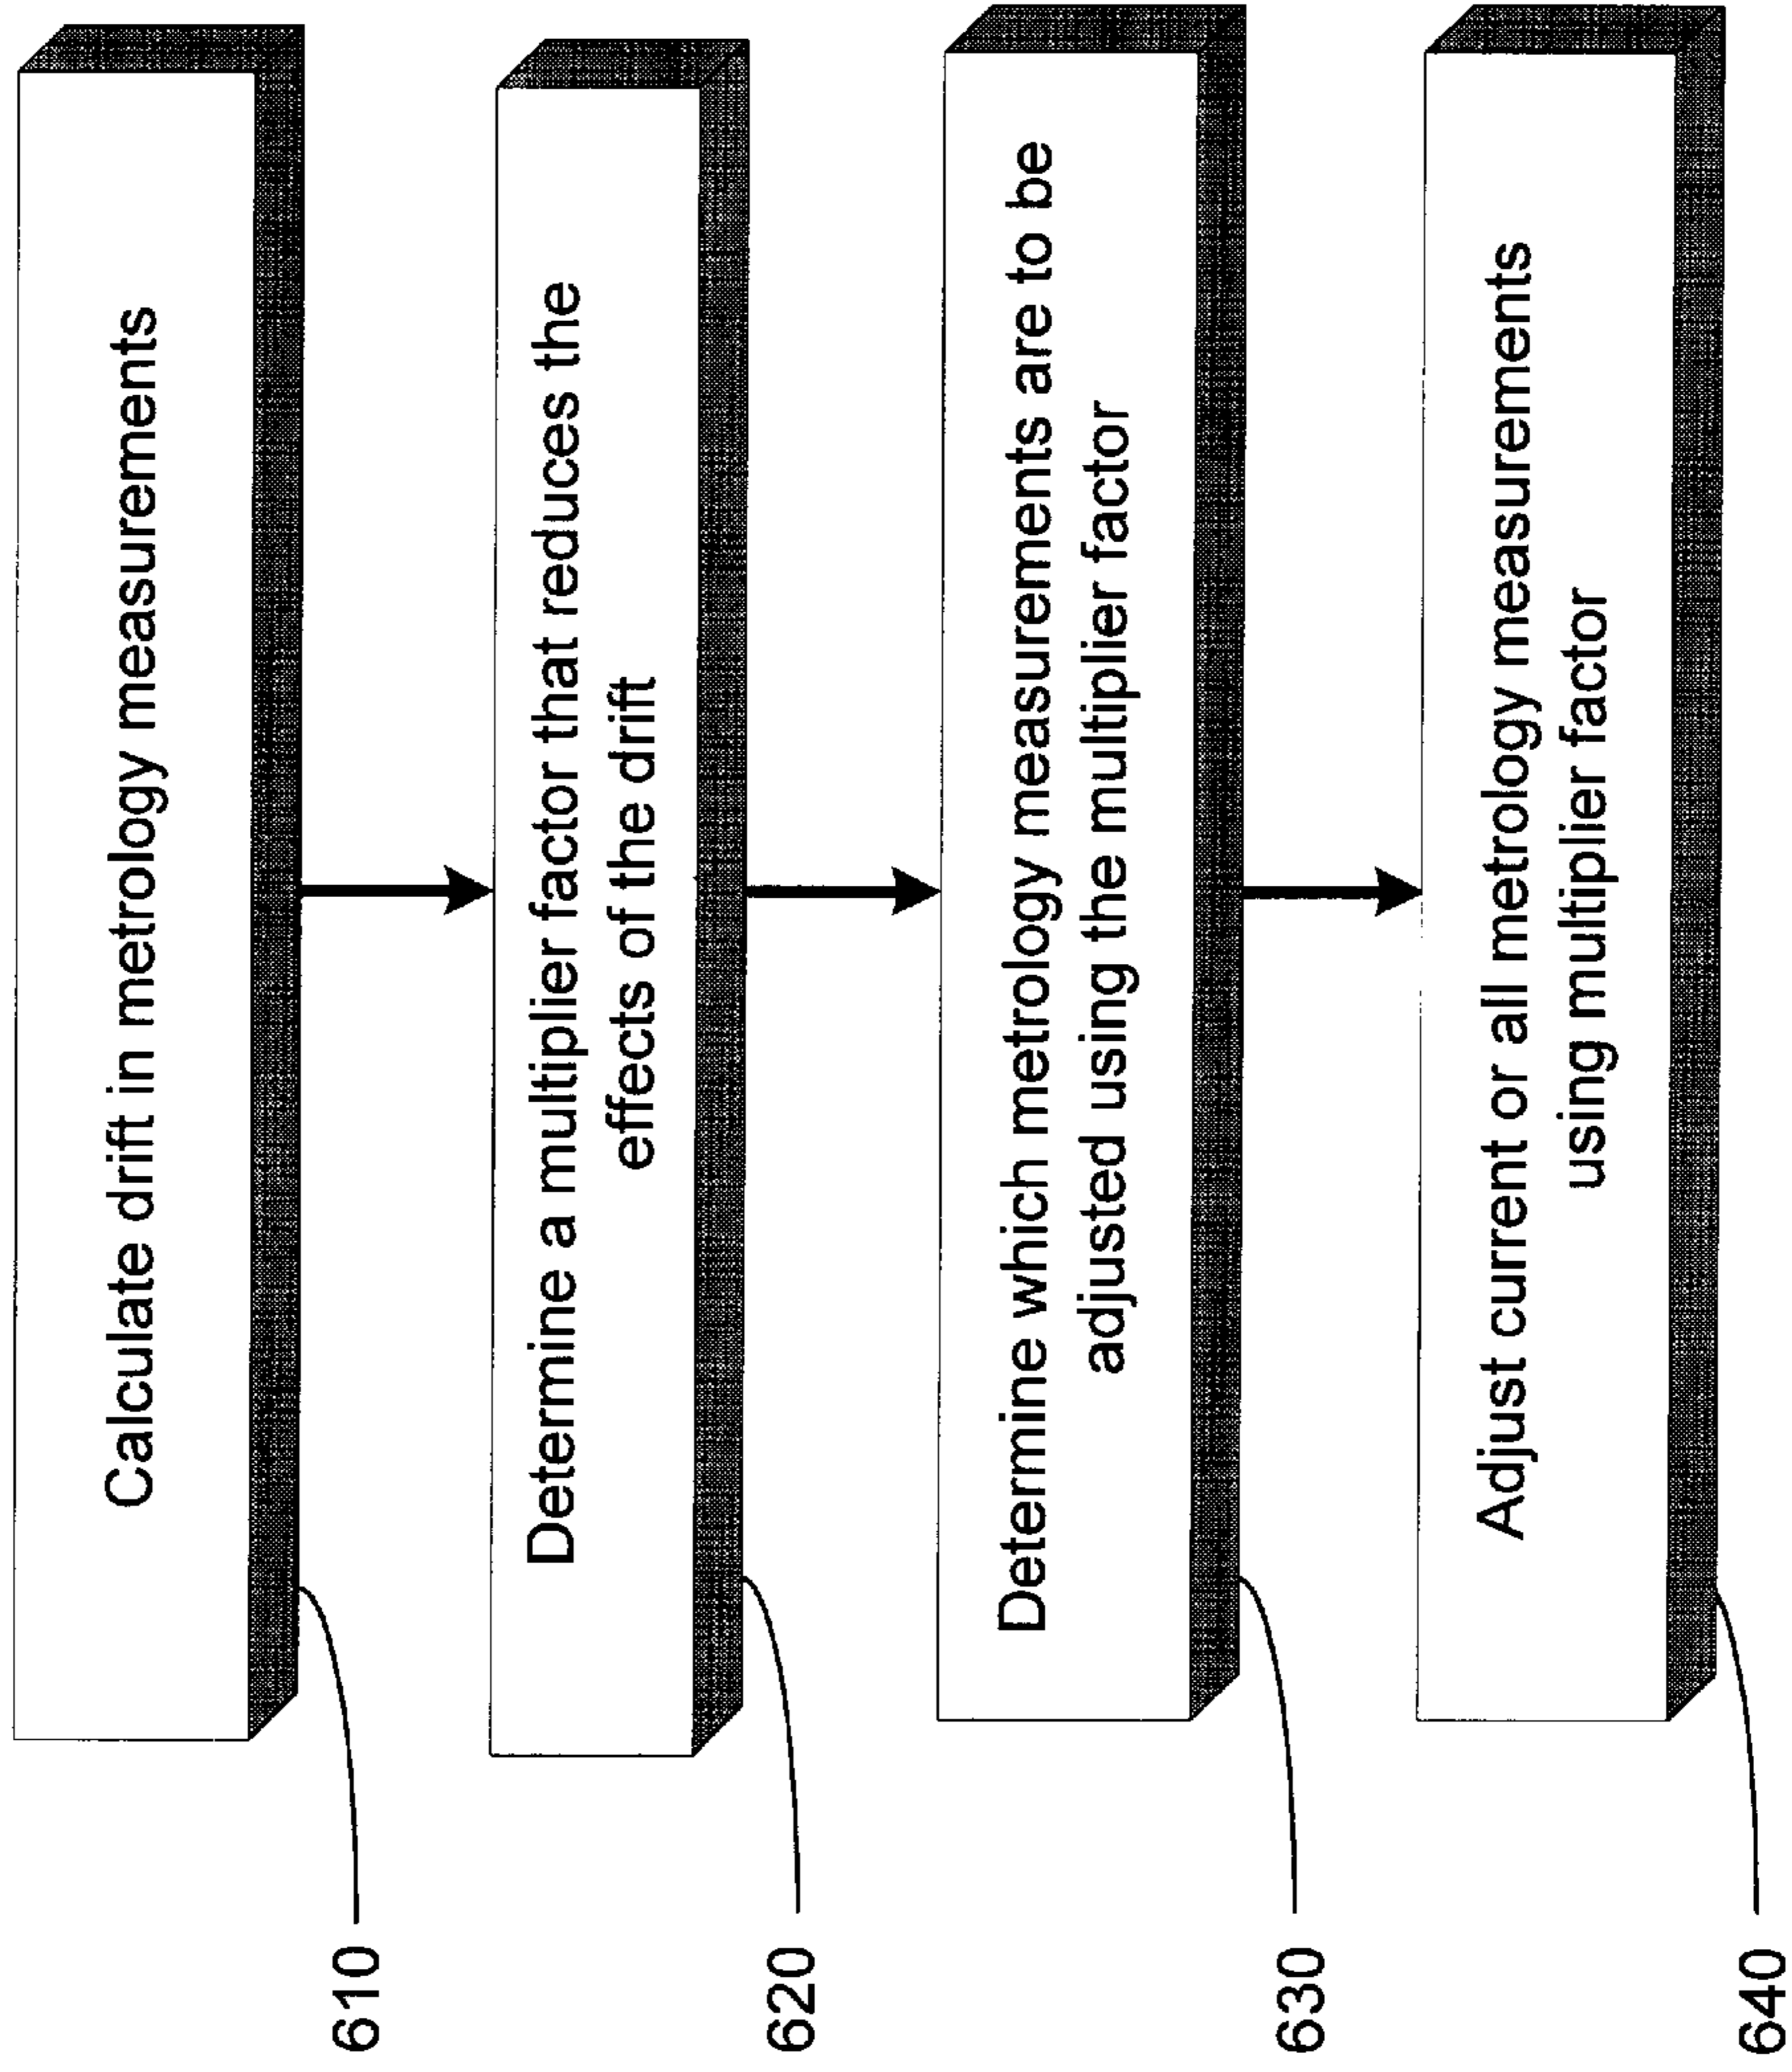 Calculate drift in metrology measurements
610
Determine a multiplier factor that reduces the
effects of the drift
620
Determine which metrology measurements are to be
adjusted using the multiplier factor
630
Adjust current or all metrology measurements
using multiplier factor
640